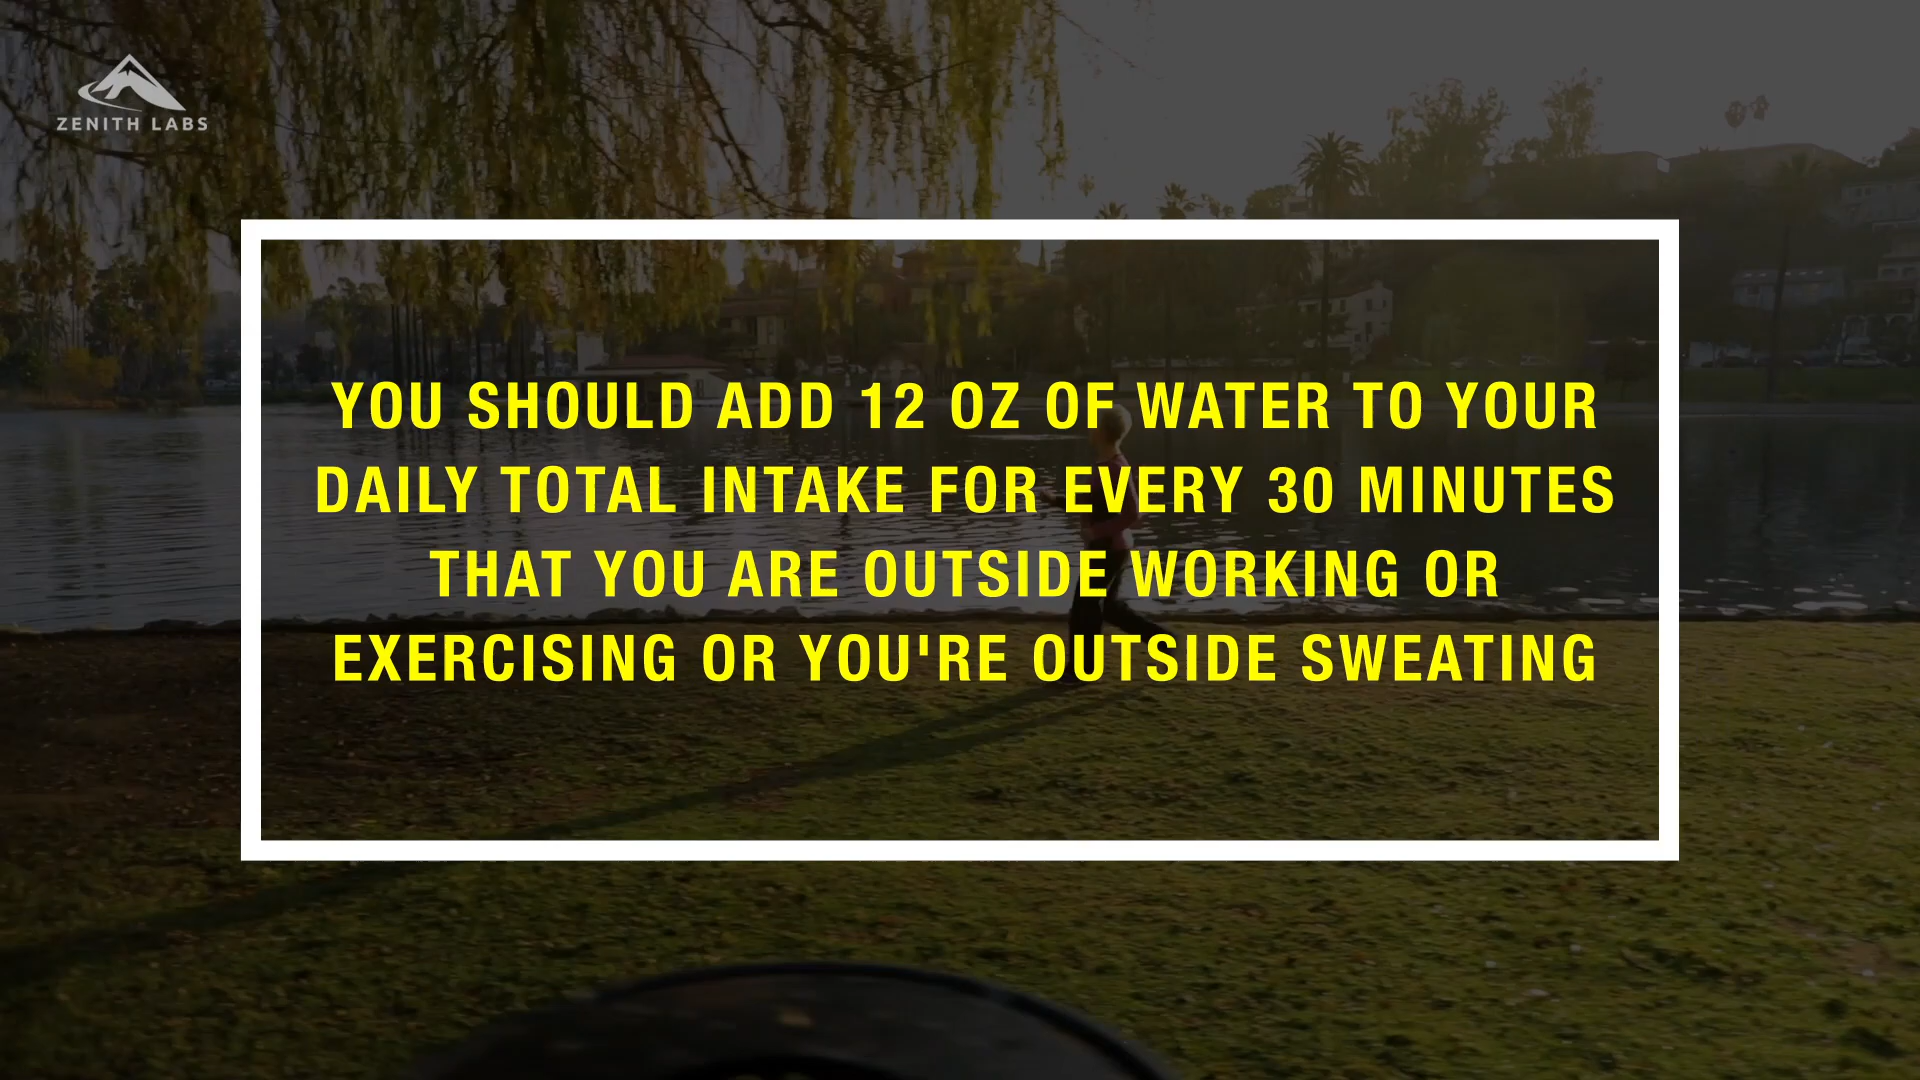 ZENITH LABS
YOU SHOULD ADD 12 OZ OF WATER TO YOUR
DAILY TOTAL INTAKE FOR EVERY 30 MINUTES
THAT YOU ARE OUTSIDE WORKING OR
EXERCISING OR YOU'RE OUTSIDE SWEATING